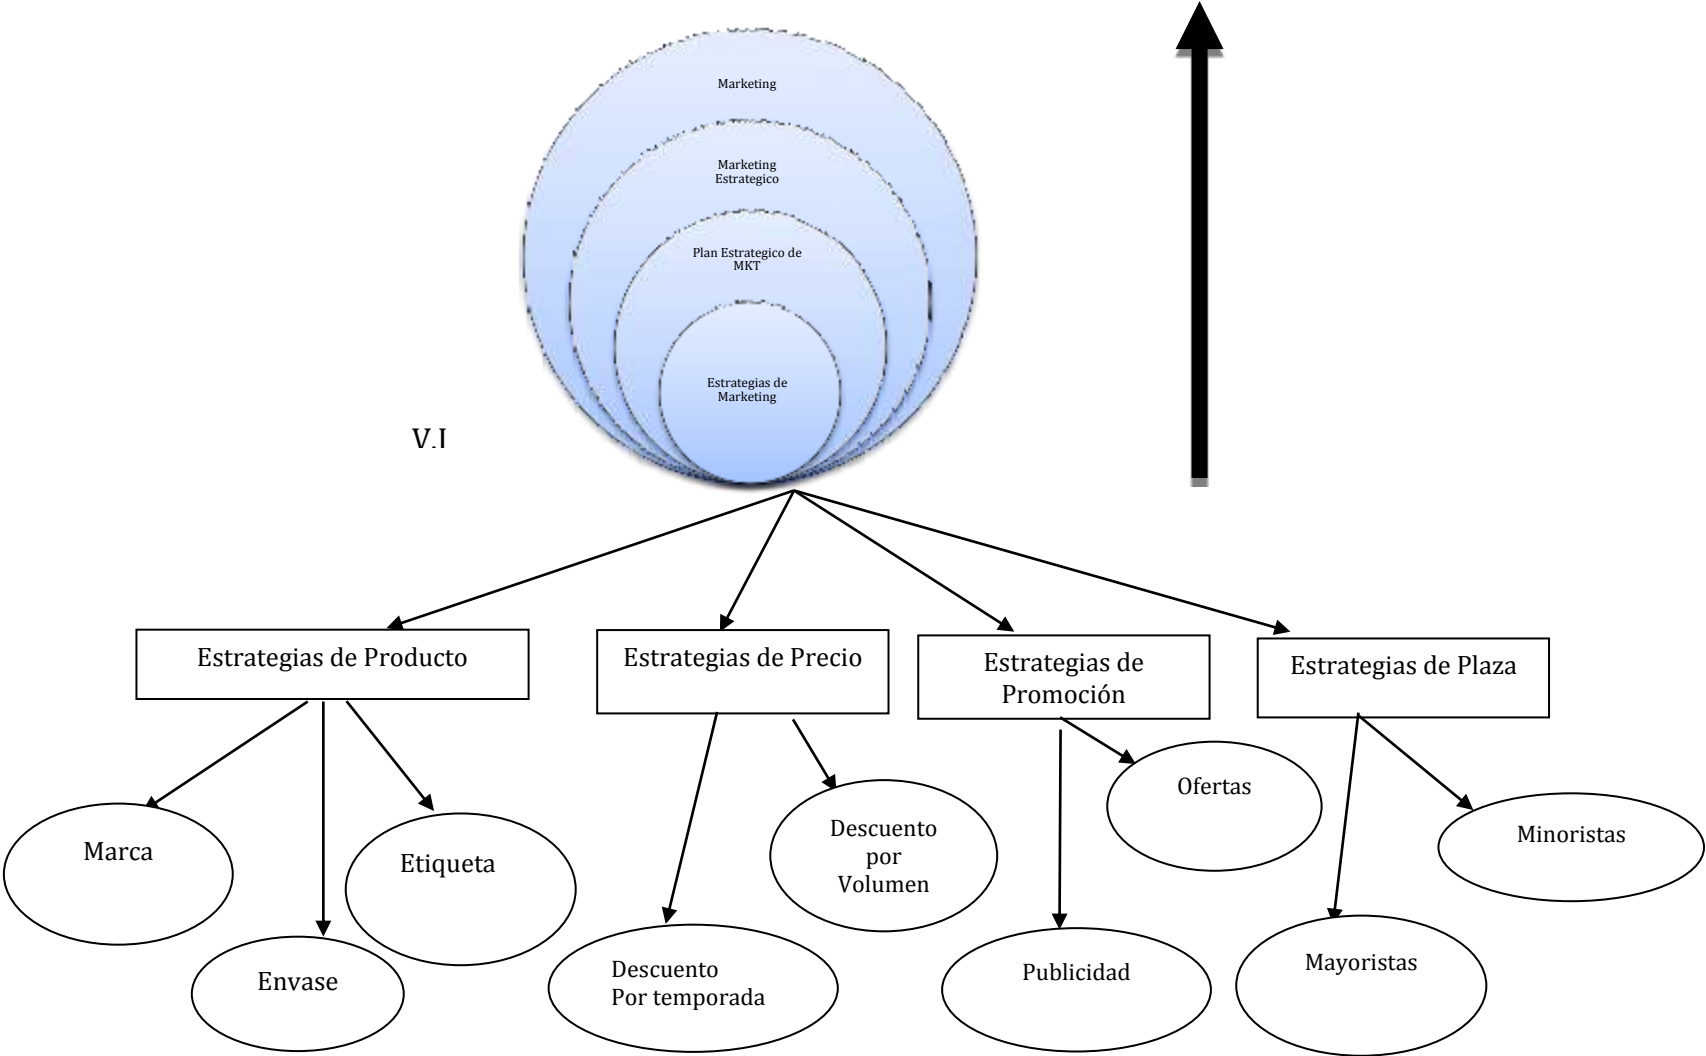 Marketing
Marketing
Estrategico
Plan Estrategico de
MKT
Estrategias de
Marketing
V.I
Estrategias de Producto
Estrategias de Precio
Estrategias de
Promoción
Estrategias de Plaza
Marca
Envase
Etiqueta
Descuento
Por temporada
Descuento
por
Volumen
Publicidad
Ofertas
Mayoristas
Minoristas